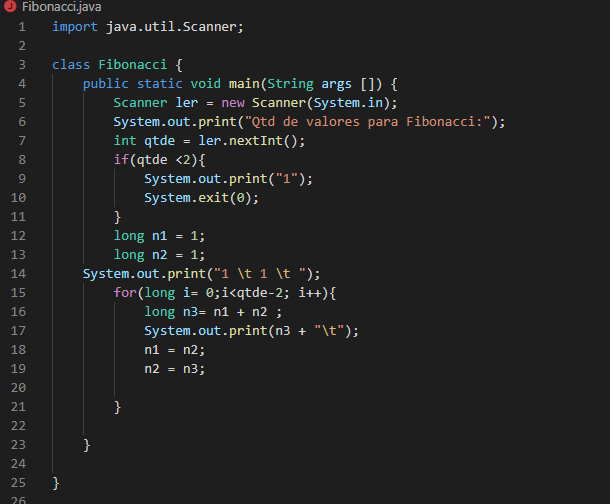 Fibonacci.java
1 import java.util.Scanner;
2
3 class Fibonacci {
4 public static void main(String args []) {
5 Scanner ler = new Scanner(System.in);
6 System.out.print("Qtd de valores para Fibonacci:");
7 int qtde = ler.nextInt();
8 if(qtde <2){
9 System.out.print("1");
10 System.exit(0);
11 }
12 long n1 = 1;
13 long n2 = 1;
14 System.out.print("1 \t 1 \t ");
15 for(long i= 0;i<qtde-2; i++){
16 long n3= n1 + n2 ;
17 System.out.print(n3 + "\t");
18 n1 = n2;
19 n2 = n3;
20
21 }
22
23 }
24
25 }
26